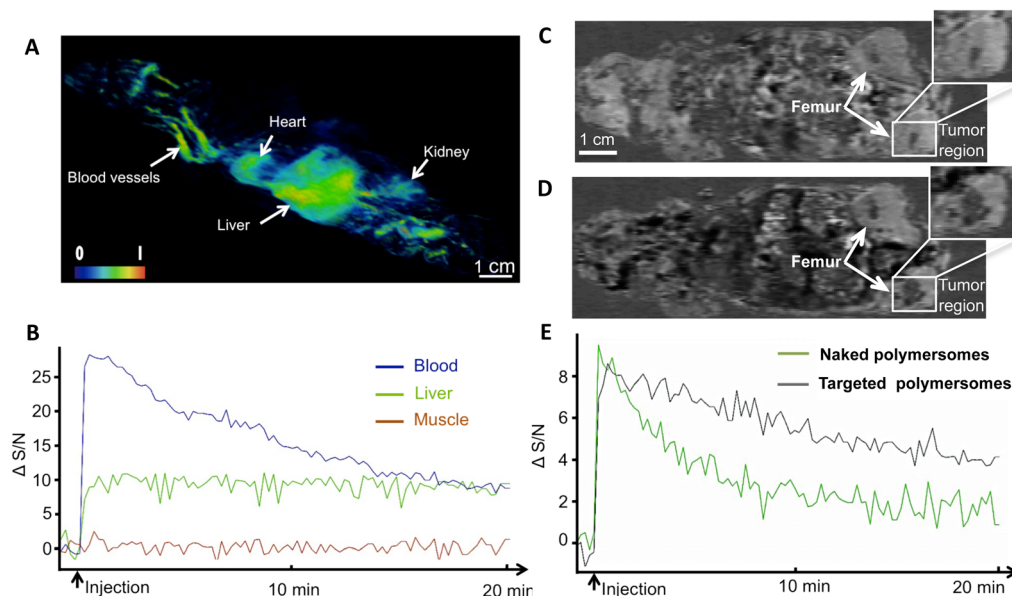 A
Heart
Kidney
Blood vessels
Liver
0 1
1 cm
B
25
20
15
10
5
0
Δ S/N
Blood
Liver
Muscle
Injection
10 min
20 min
C
Femur
1 cm
Tumor
region
D
Femur
Tumor
region
E
8
6
4
2
0
Δ S/N
Naked polymersomes
Targeted polymersomes
Injection
10 min
20 min